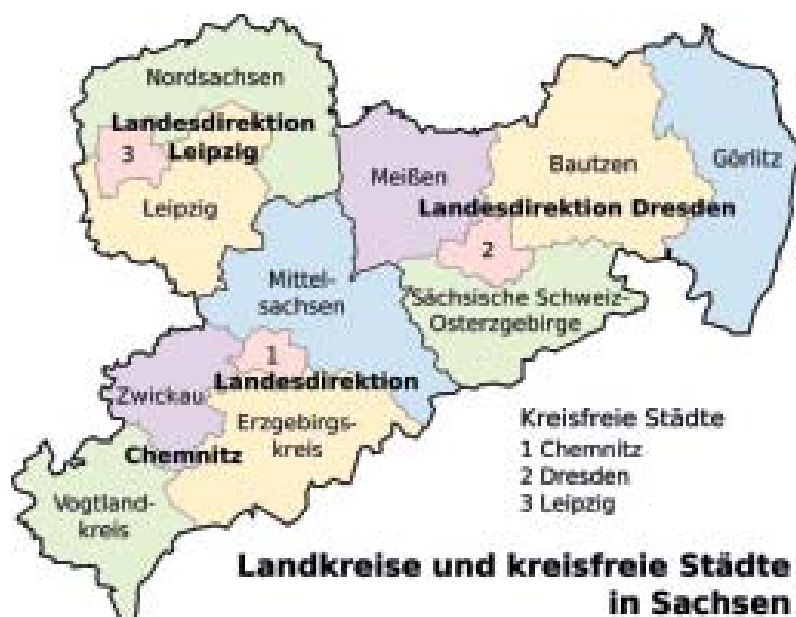 Nordsachsen
Landesdirektion
Leipzig
3
Leipzig
Meißen
Bautzen
Görlitz
Landesdirektion Dresden
2
Mittel-
sachsen
Sächsische Schweiz-
Osterzgebirge
1
Landesdirektion
Zwickau
Erzgebirgs-
kreis
Chemnitz
Vogtland-
kreis
Kreisfreie Städte
1 Chemnitz
2 Dresden
3 Leipzig
Landkreise und kreisfreie Städte
in Sachsen